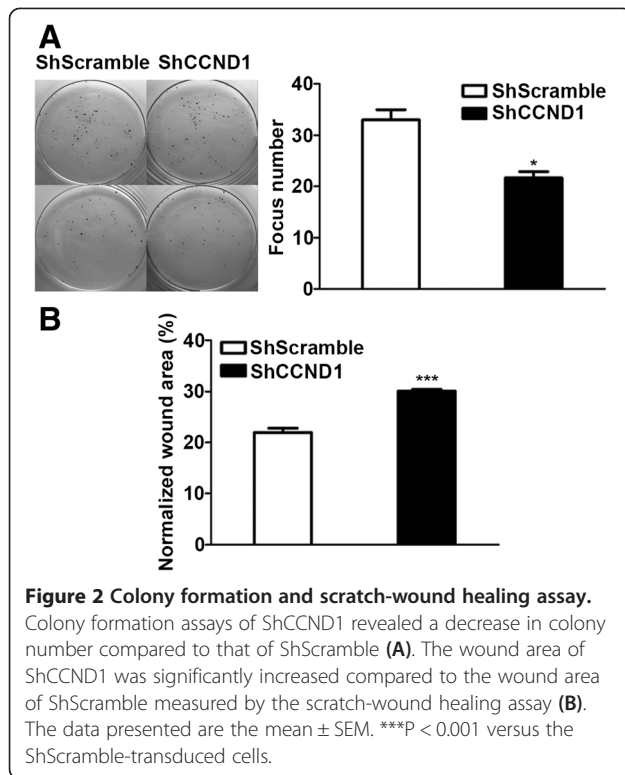 A
ShScramble ShCCND1
Focus number
40
30
20
10
0
ShScramble
ShCCND1
*
B
Normalized wound area (%)
40
30
20
10
0
ShScramble
ShCCND1
***
Figure 2 Colony formation and scratch-wound healing assay.
Colony formation assays of ShCCND1 revealed a decrease in colony
number compared to that of ShScramble (A). The wound area of
ShCCND1 was significantly increased compared to the wound area
of ShScramble measured by the scratch-wound healing assay (B).
The data presented are the mean ± SEM. ***P < 0.001 versus the
ShScramble-transduced cells.